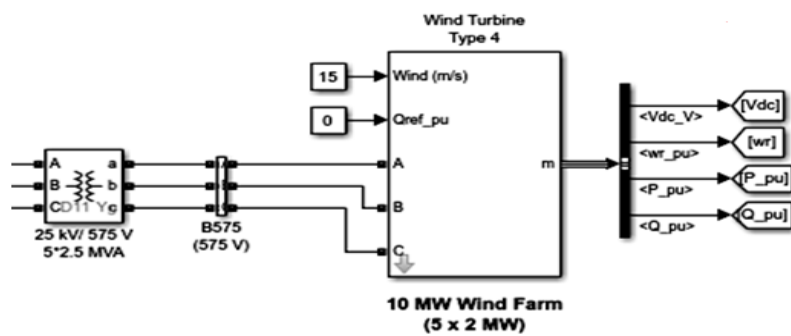 Wind Turbine
Type 4
15
Wind (m/s)
[Vdc]
<Vdc_V>
0
Qref_pu
[wr]
<wr_pu>
A
a
A
m
[P_pu]
<P_pu>
B
b
B
[Q_pu]
<Q_pu>
C
D11
Yg
c
C
25 kV/ 575 V
5*2.5 MVA
B575
(575 V)
10 MW Wind Farm
(5 x 2 MW)